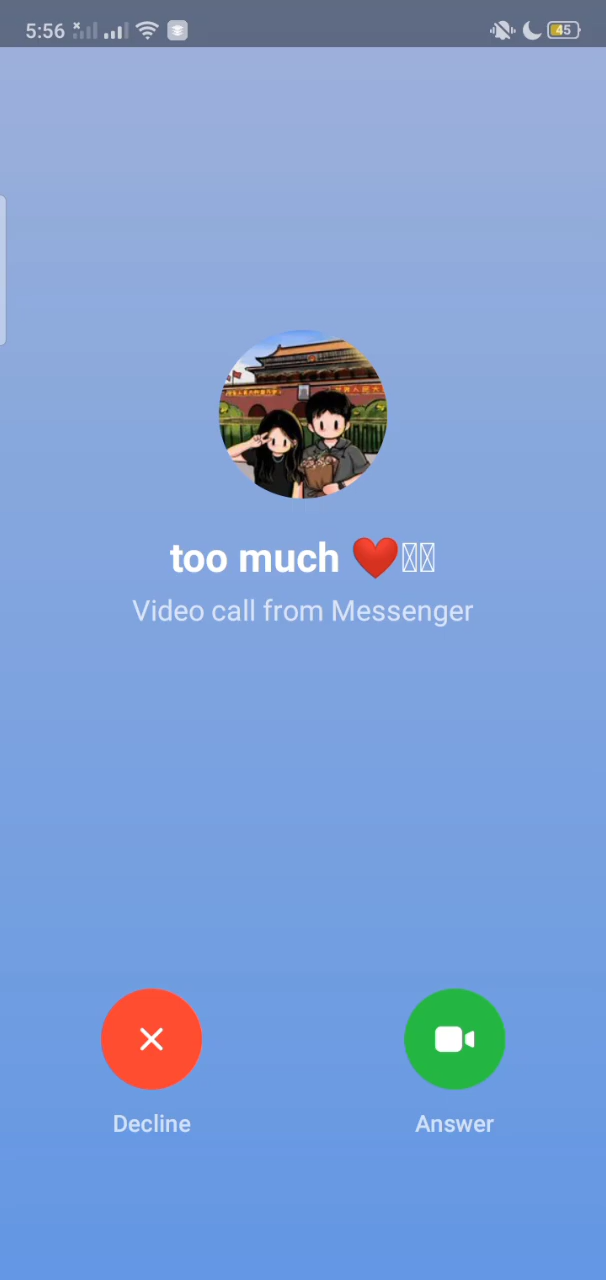 5:56
45
too much ❤️
Video call from Messenger
Decline
Answer